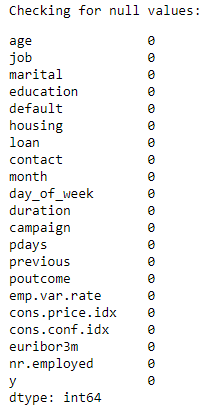 Checking for null values:
age 0
job 0
marital 0
education 0
default 0
housing 0
loan 0
contact 0
month 0
day_of_week 0
duration 0
campaign 0
pdays 0
previous 0
poutcome 0
emp.var.rate 0
cons.price.idx 0
cons.conf.idx 0
euribor3m 0
nr.employed 0
y 0
dtype: int64